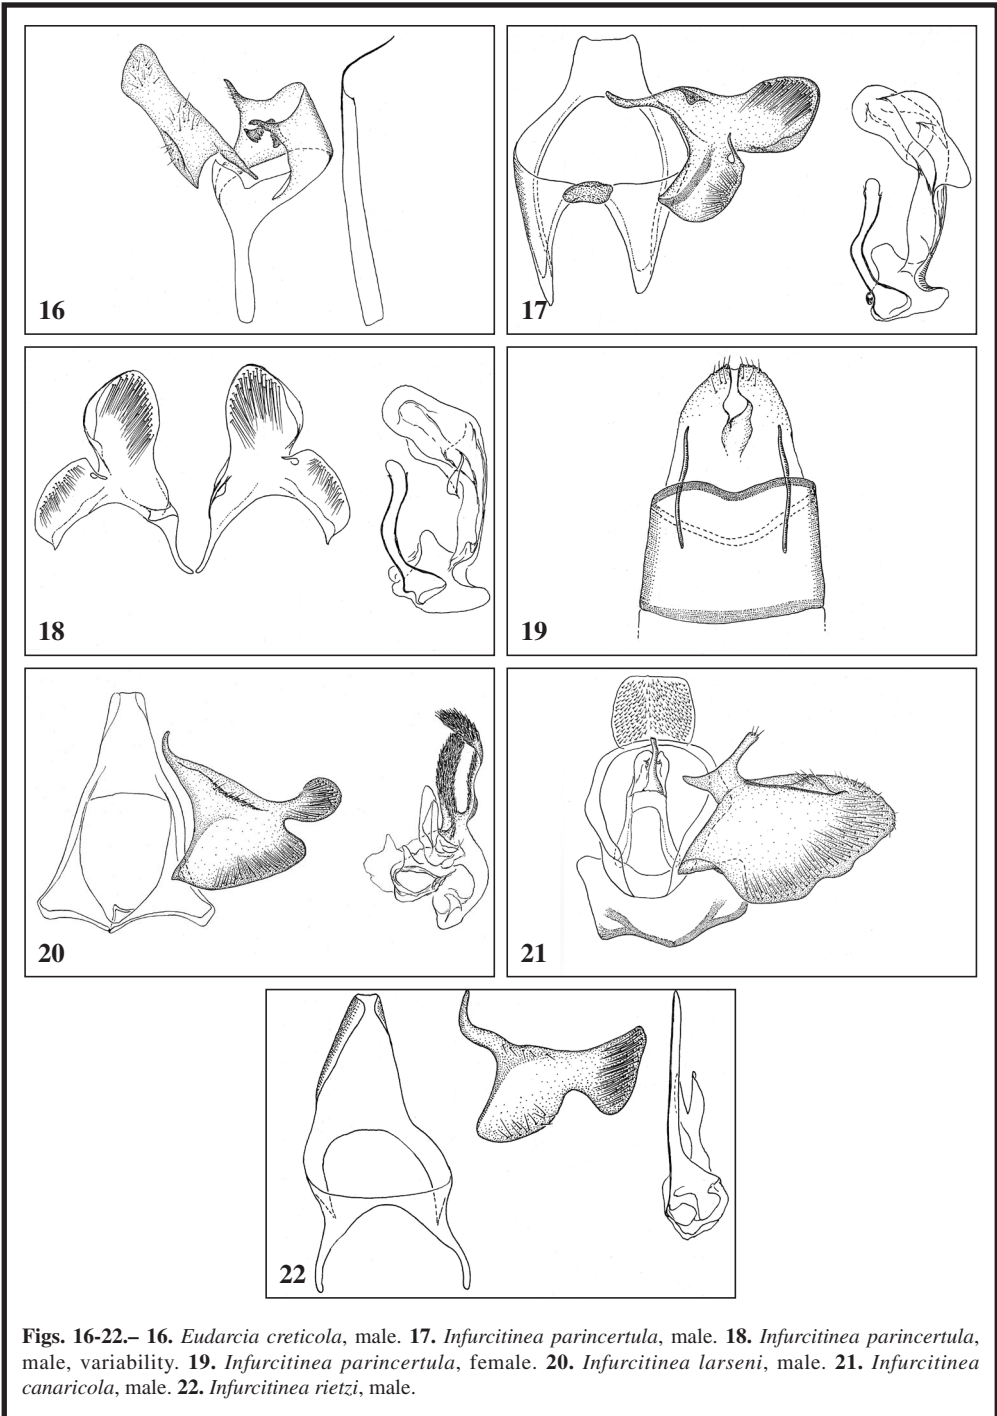 16
17
18
19
20
21
22
Figs. 16-22.– 16. Eudarcia creticola, male. 17. Infurcitinea parincertula, male. 18. Infurcitinea parincertula,
male, variability. 19. Infurcitinea parincertula, female. 20. Infurcitinea larseni, male. 21. Infurcitinea
canaricola, male. 22. Infurcitinea rietzi, male.